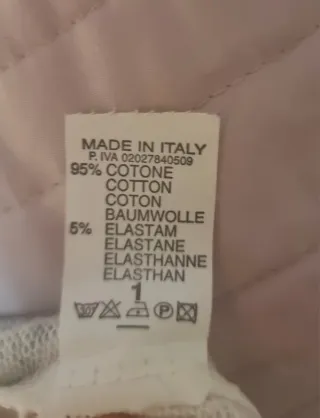 MADE IN ITALY
P. IVA 02027840509
95% COTONE
COTTON
COTON
BAUMWOLLE
5% ELASTAM
ELASTANE
ELASTHANNE
ELASTHAN
1
P